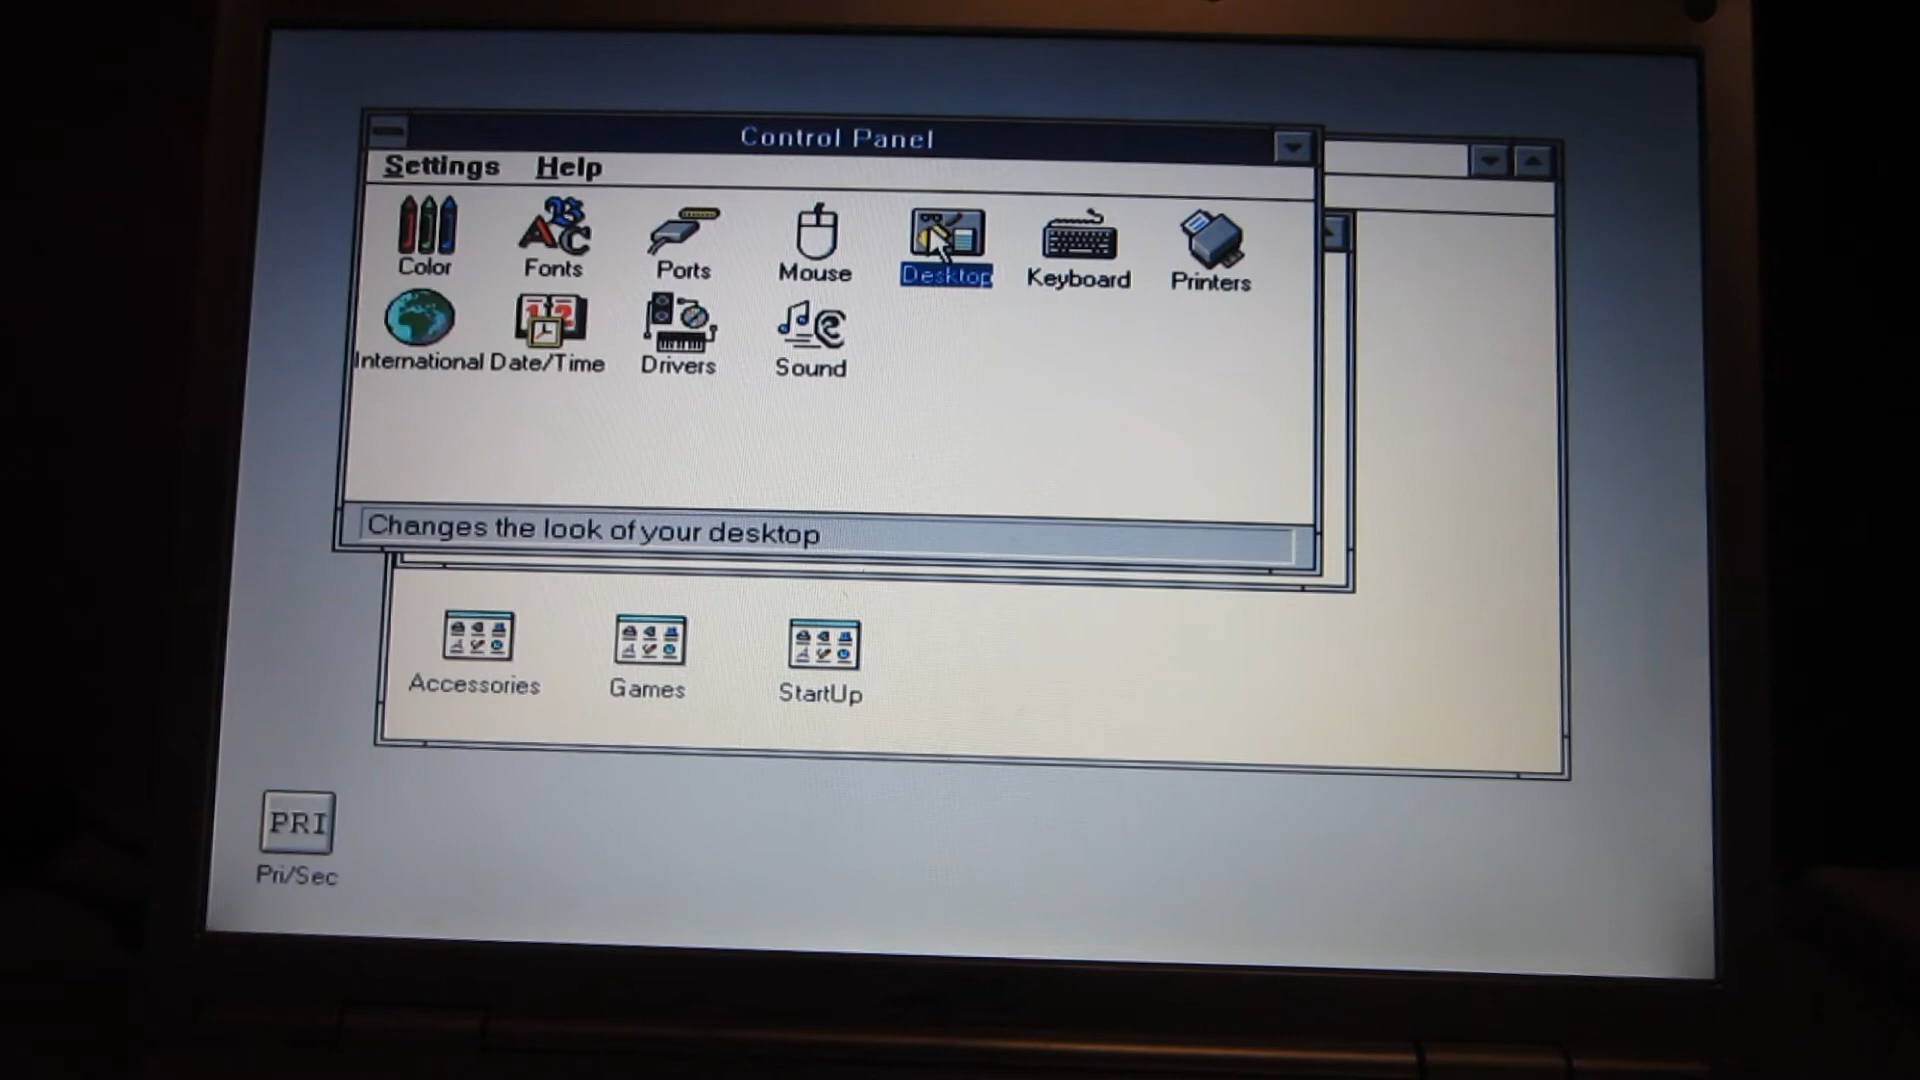 Control Panel
Settings Help
Color Fonts Ports Mouse Desktop Keyboard Printers
International Date/Time Drivers Sound
Changes the look of your desktop
Accessories Games StartUp
PRI
Pri/Sec